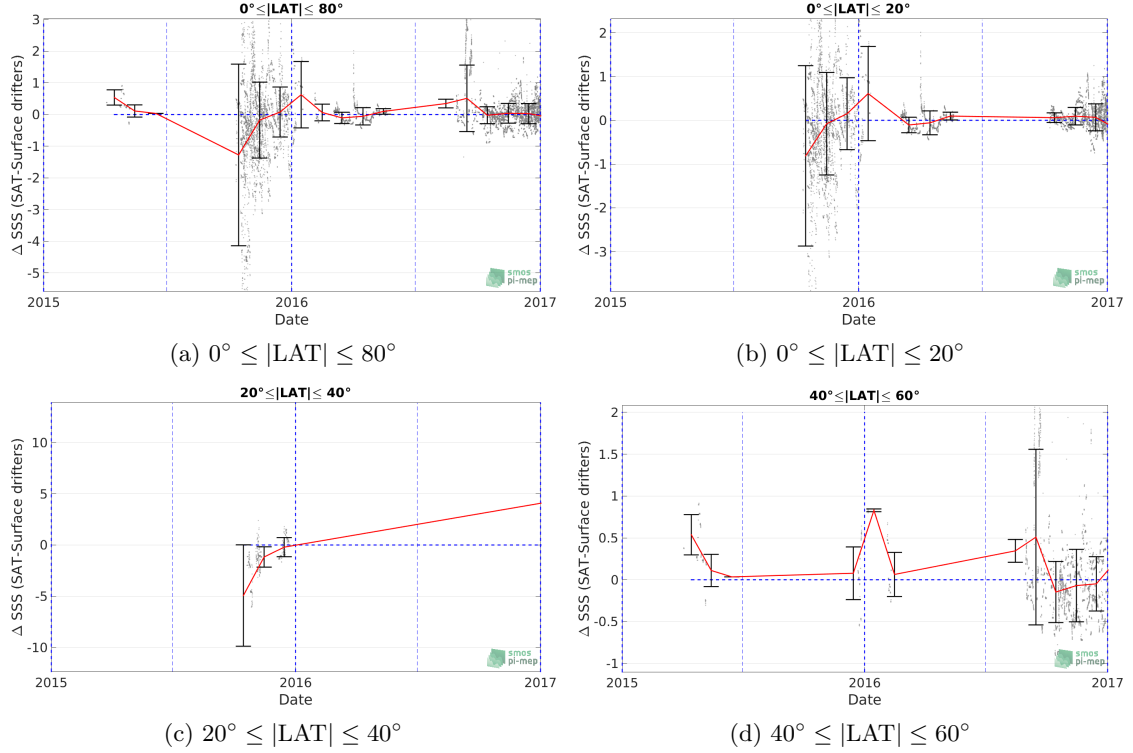 0°≤|LAT|≤ 80°
Δ SSS (SAT-Surface drifters)
3
2
1
0
-1
-2
-3
-4
-5
2015
2016
2017
Date
smos
pi-mep
(a) 0° ≤ |LAT| ≤ 80°
0°≤|LAT|≤ 20°
Δ SSS (SAT-Surface drifters)
2
1
0
-1
-2
-3
2015
2016
2017
Date
smos
pi-mep
(b) 0° ≤ |LAT| ≤ 20°
20°≤|LAT|≤ 40°
Δ SSS (SAT-Surface drifters)
10
5
0
-5
-10
2015
2016
2017
Date
smos
pi-mep
(c) 20° ≤ |LAT| ≤ 40°
40°≤|LAT|≤ 60°
Δ SSS (SAT-Surface drifters)
2
1.5
1
0.5
0
-0.5
-1
2015
2016
2017
Date
smos
pi-mep
(d) 40° ≤ |LAT| ≤ 60°